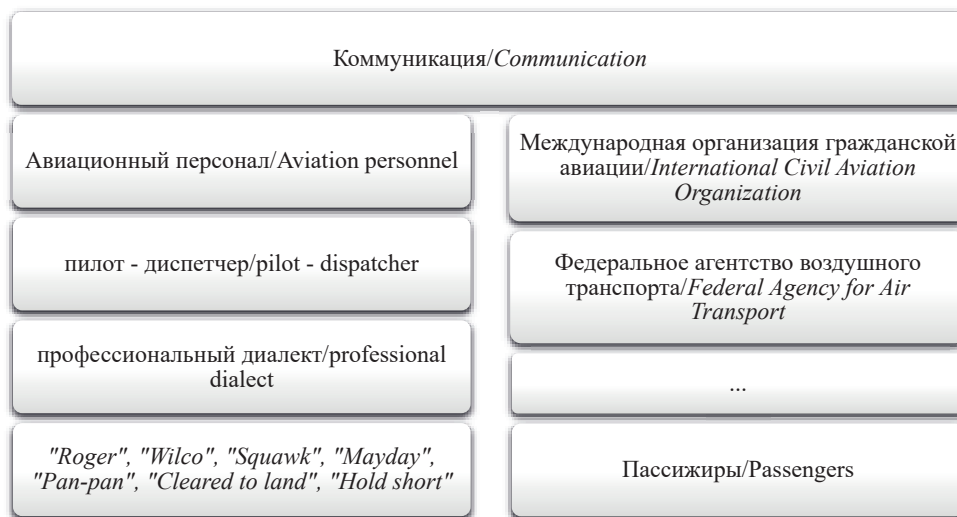 Коммуникация/Communication
Авиационный персонал/Aviation personnel
пилот - диспетчер/pilot - dispatcher
профессиональный диалект/professional
dialect
"Roger", "Wilco", "Squawk", "Mayday",
"Pan-pan", "Cleared to land", "Hold short"
Международная организация гражданской
авиации/International Civil Aviation
Organization
Федеральное агентство воздушного
транспорта/Federal Agency for Air
Transport
...
Пассижиры/Passengers